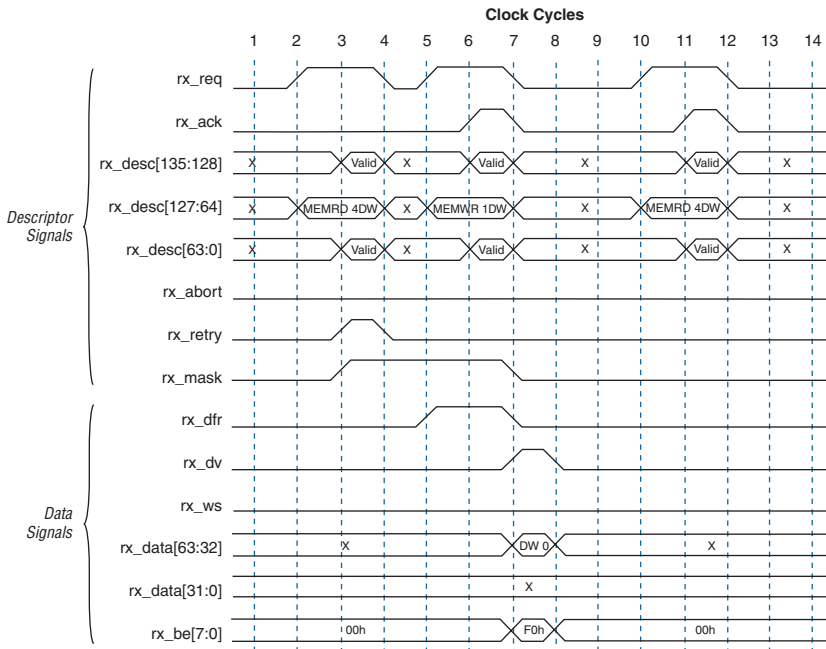 Clock Cycles
1 2 3 4 5 6 7 8 9 10 11 12 13 14
Descriptor
Signals
rx_req
rx_ack
rx_desc[135:128] X Valid X Valid X Valid X
rx_desc[127:64] X MEMRD 4DW X MEMWR 1DW X MEMRD 4DW X
rx_desc[63:0] X Valid X Valid X Valid X
rx_abort
rx_retry
rx_mask
Data
Signals
rx_dfr
rx_dv
rx_ws
rx_data[63:32] X DW 0 X
rx_data[31:0] X
rx_be[7:0] 00h F0h 00h